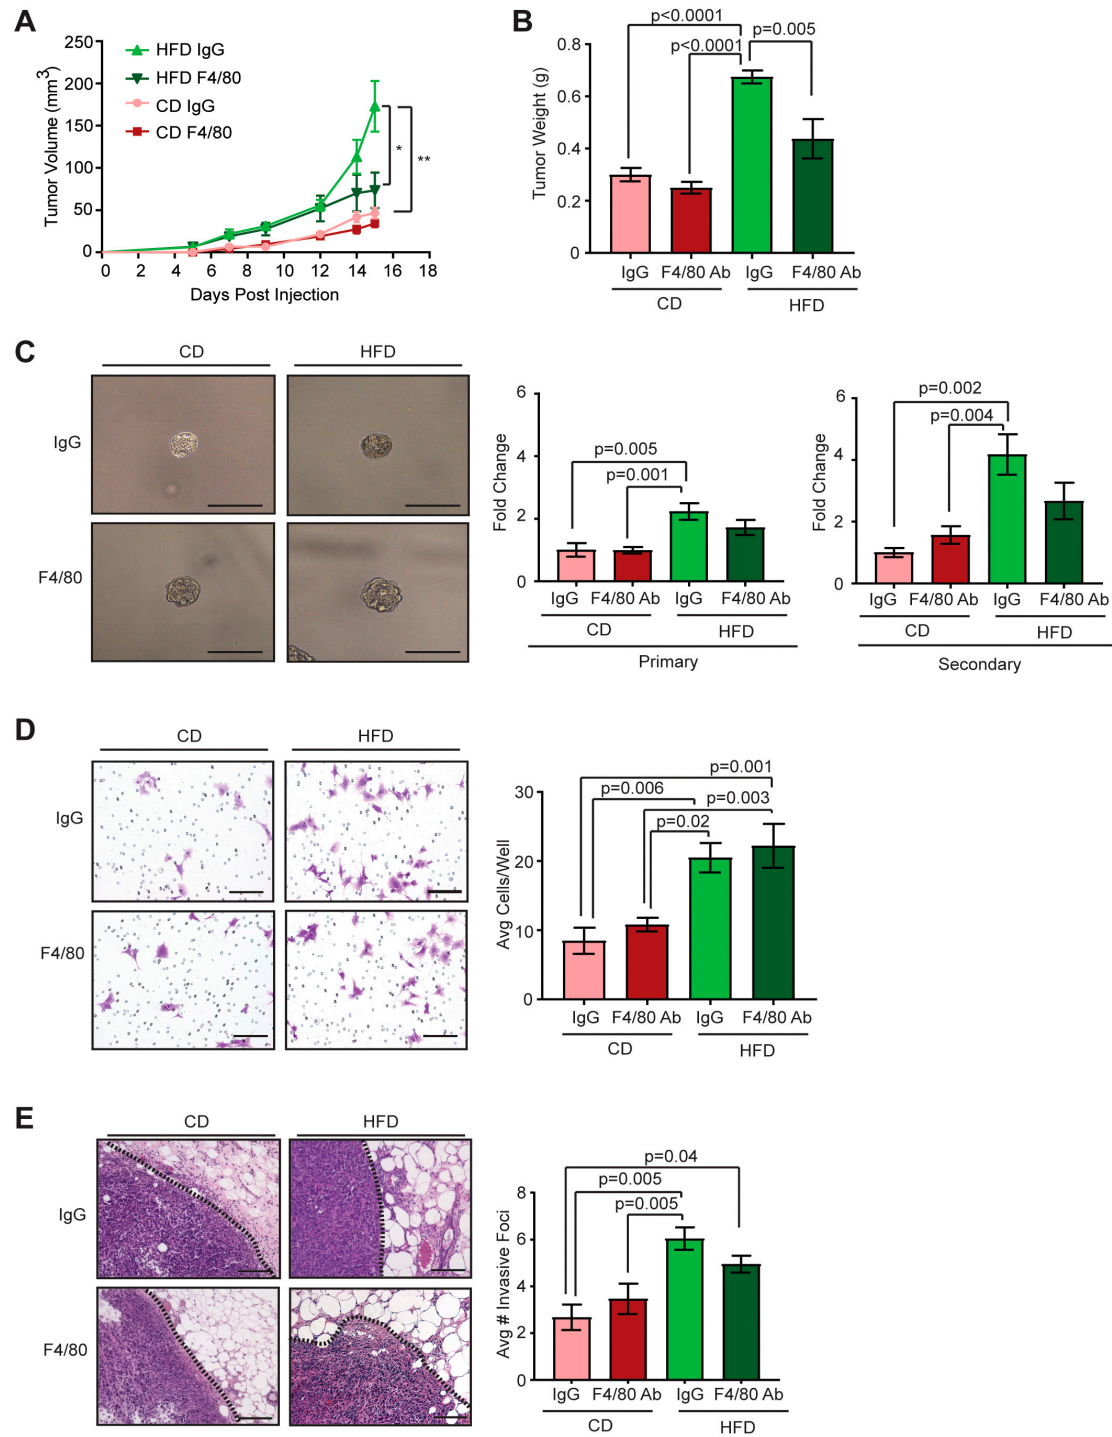 A
250
200
150
100
50
0
Tumor Volume (mm3)
HFD IgG
HFD F4/80
CD IgG
CD F4/80
*
**
0 2 4 6 8 10 12 14 16 18
Days Post Injection
B
p<0.0001
p=0.005
p<0.0001
0.8
0.6
0.4
0.2
0
Tumor Weight (g)
IgG F4/80 Ab IgG F4/80 Ab
CD HFD
C
CD HFD
IgG
F4/80
6
4
2
0
Fold Change
p=0.005
p=0.001
IgG F4/80 Ab IgG F4/80 Ab
CD HFD
Primary
6
4
2
0
Fold Change
p=0.002
p=0.004
IgG F4/80 Ab IgG F4/80 Ab
CD HFD
Secondary
D
CD HFD
IgG
F4/80
30
20
10
0
Avg Cells/Well
p=0.001
p=0.006
p=0.003
p=0.02
IgG F4/80 Ab IgG F4/80 Ab
CD HFD
E
CD HFD
IgG
F4/80
8
6
4
2
0
Avg # Invasive Foci
p=0.04
p=0.005
p=0.005
IgG F4/80 Ab IgG F4/80 Ab
CD HFD